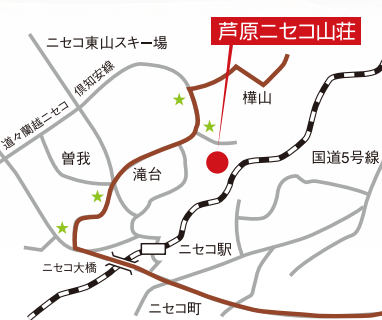 芦原ニセコ山荘
ニセコ東山スキー場
倶知安線
樺山
道々蘭越ニセコ
曽我
滝台
国道5号線
ニセコ駅
ニセコ大橋
ニセコ町